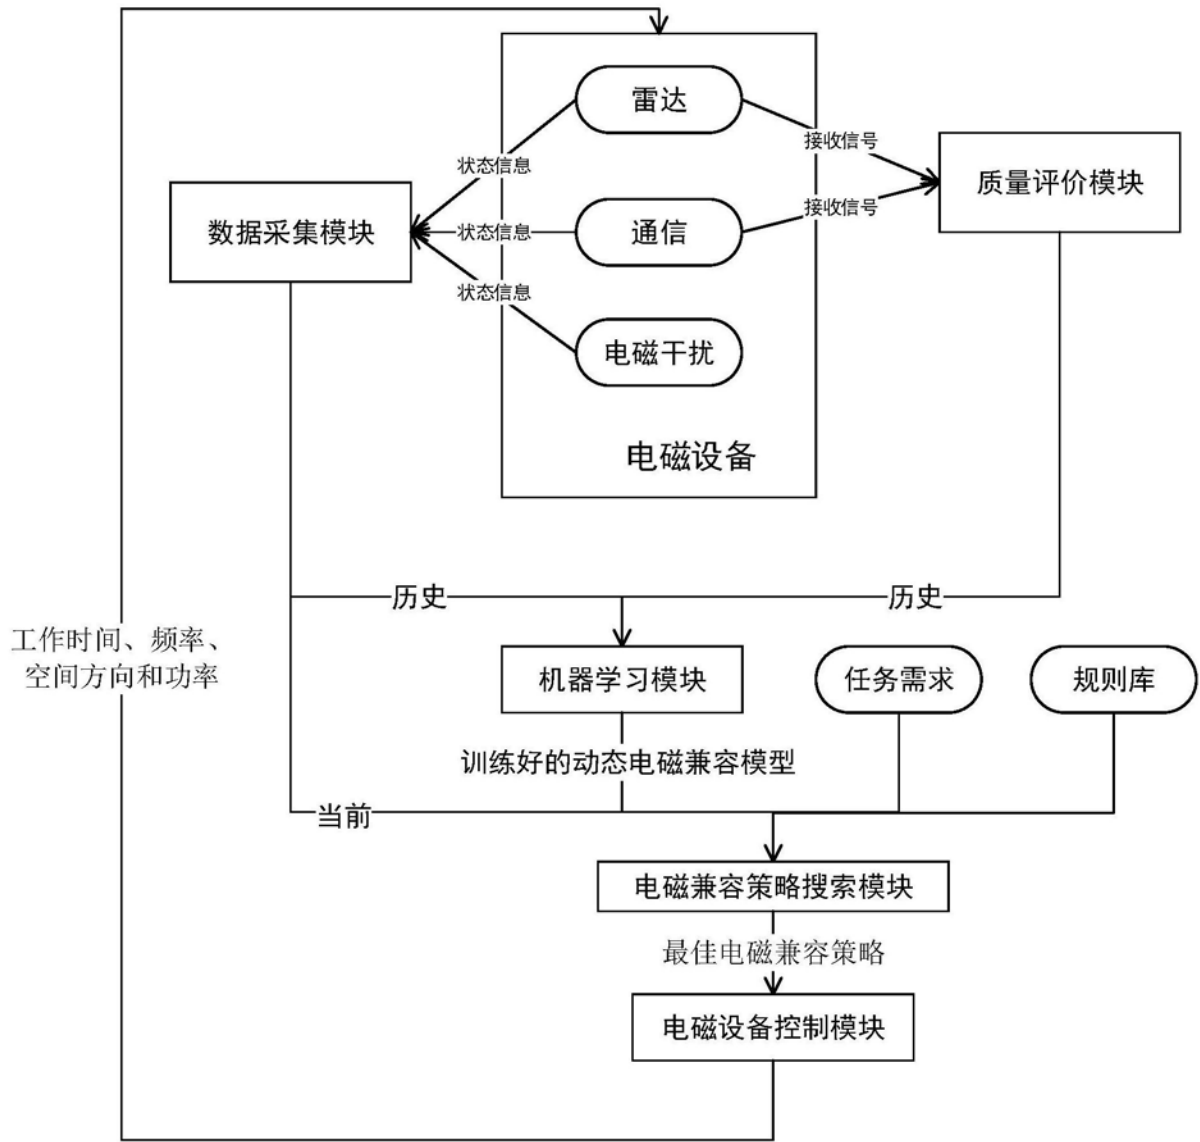 雷达
接收信号
状态信息
质量评价模块
数据采集模块
状态信息
通信
接收信号
状态信息
电磁干扰
电磁设备
历史
历史
工作时间、频率、
空间方向和功率
机器学习模块
任务需求
规则库
训练好的动态电磁兼容模型
当前
电磁兼容策略搜索模块
最佳电磁兼容策略
电磁设备控制模块